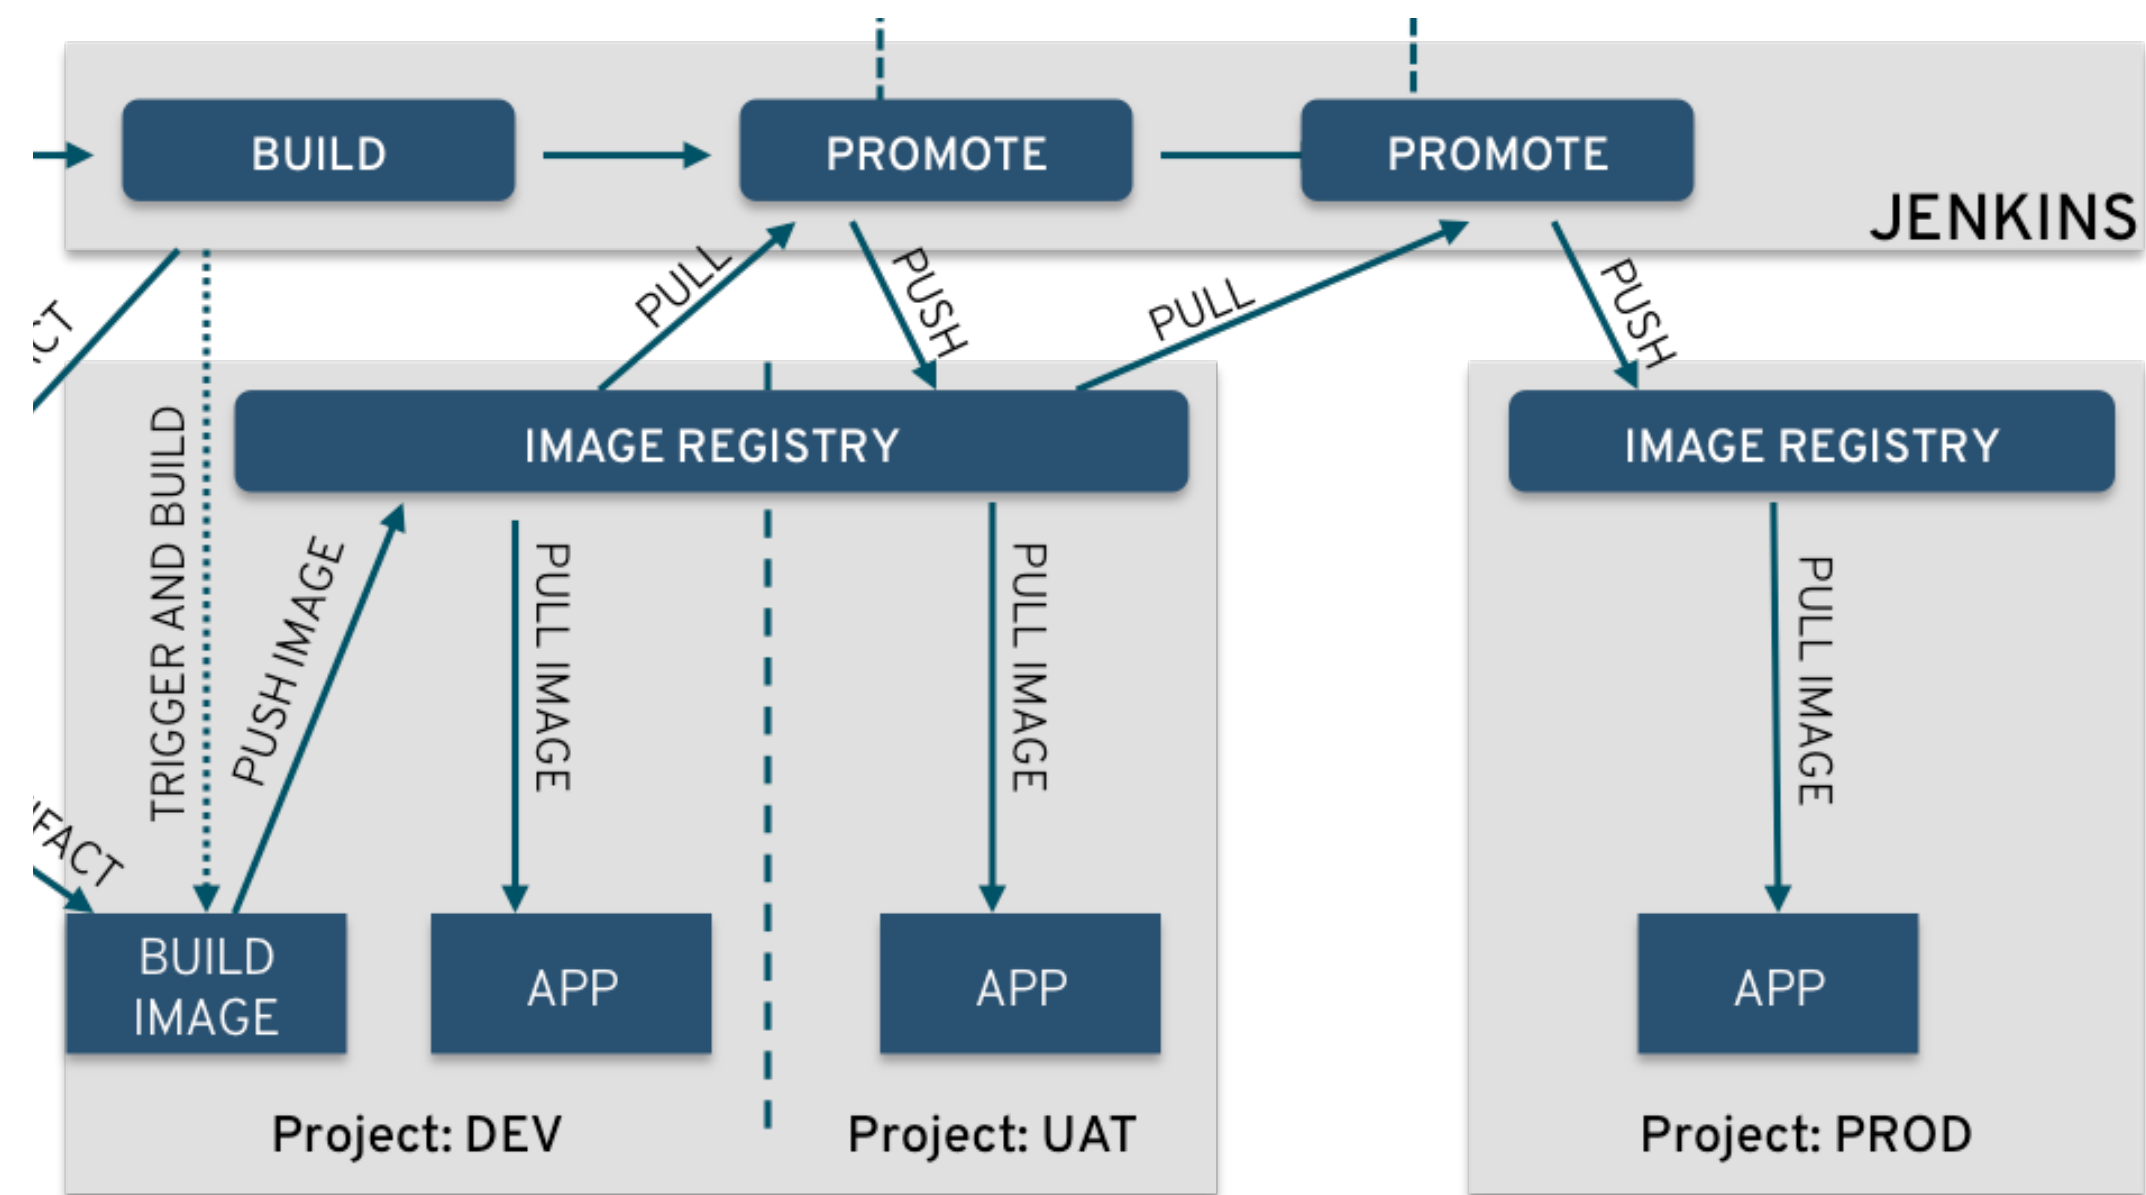 BUILD
PROMOTE
PROMOTE
JENKINS
PULL
PUSH
PULL
PUSH
IMAGE REGISTRY
IMAGE REGISTRY
TRIGGER AND BUILD
PUSH IMAGE
PULL IMAGE
PULL IMAGE
PULL IMAGE
BUILD
IMAGE
APP
APP
APP
Project: DEV
Project: UAT
Project: PROD